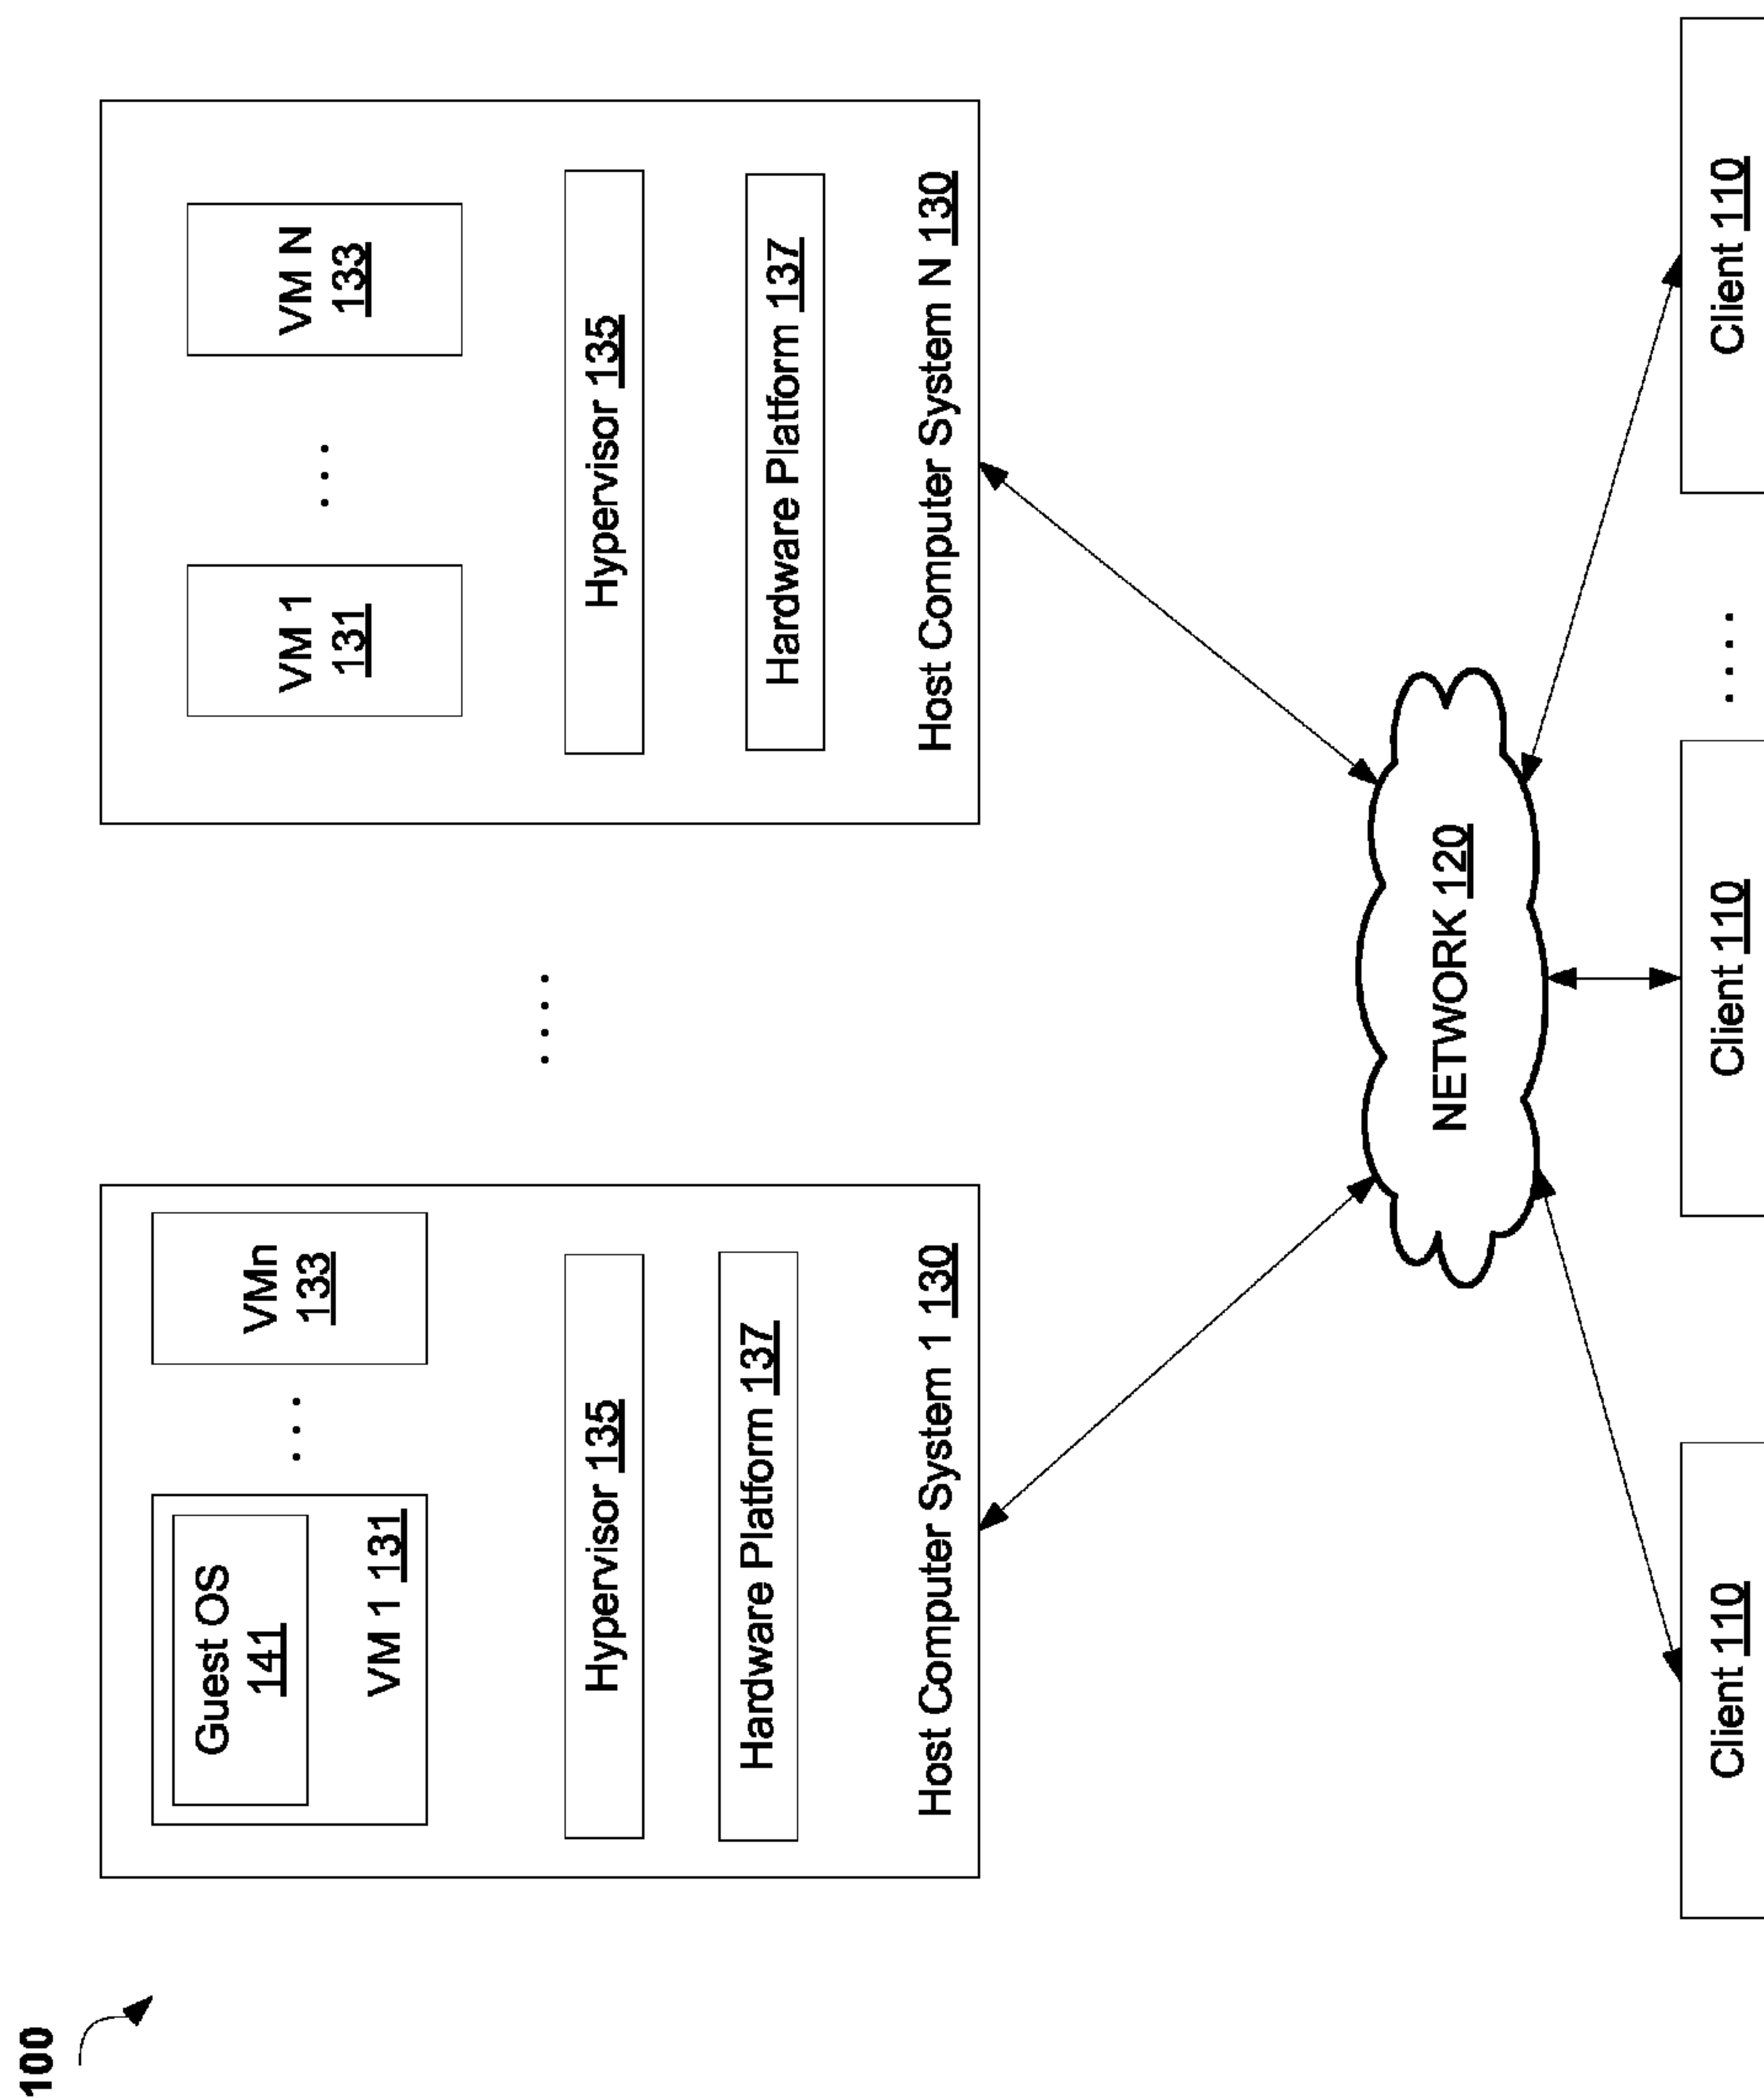 100
Guest OS
141
VM 1 131
. . .
VMn
133
Hypervisor 135
Hardware Platform 137
Host Computer System 1 130
. . . .
VM 1
131
. . .
VM N
133
Hypervisor 135
Hardware Platform 137
Host Computer System N 130
NETWORK 120
Client 110
Client 110
. . . .
Client 110